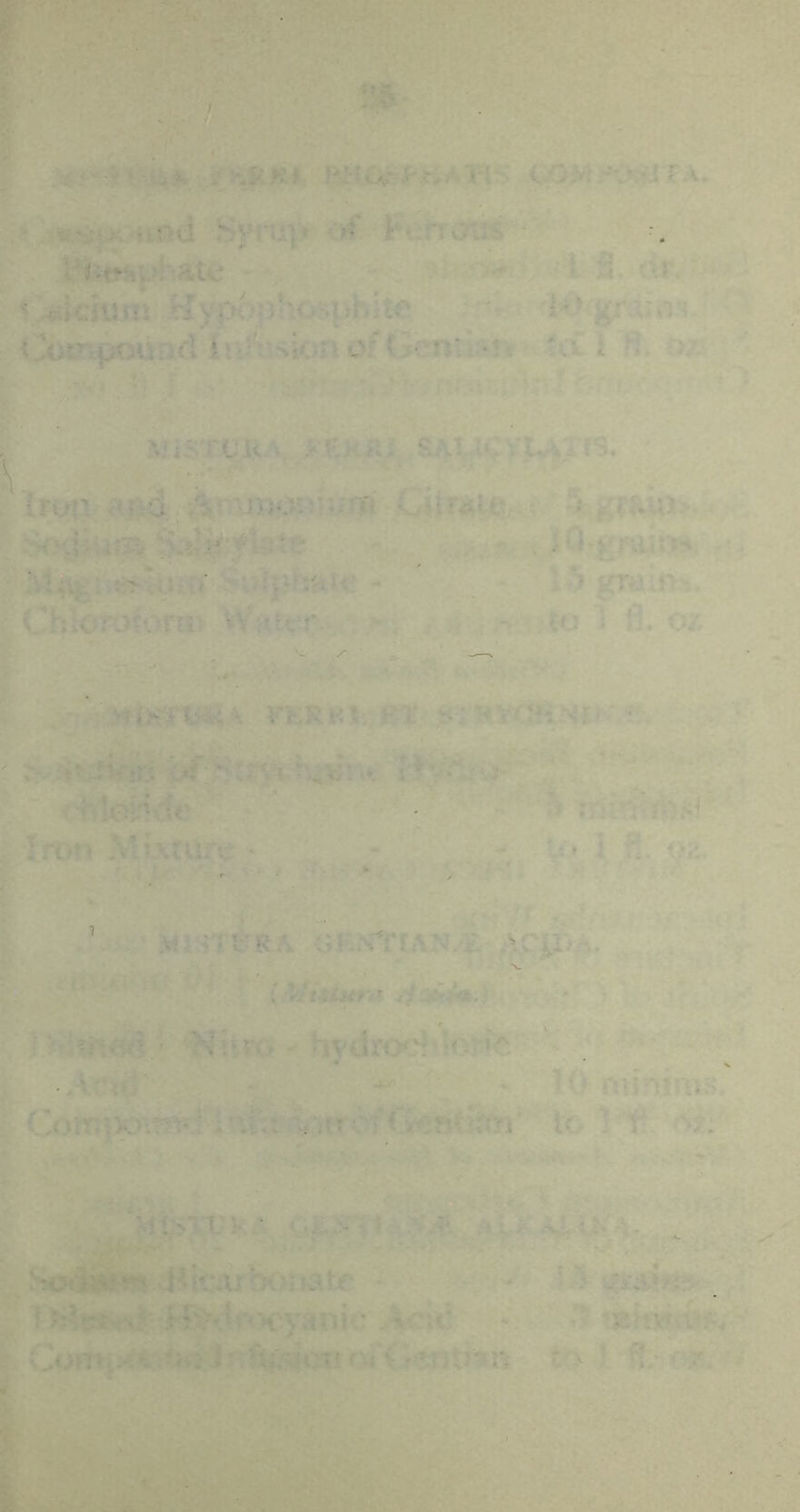 MISTURA FERRI PHOSPHATIS COMPOSITA.
Compound Syrup of Ferrous
Phosphate - 1 fl. dr.
Calcium Hypophosphite 10 grains.
Compound Infusion of Gentian to 1 fl. oz.
MISTURA FERRI SALICYLATIS.
Iron and Ammonium Citrate 5 grains.
Sodium Salicylate - 10 grains.
Magnesium Sulphate - - 15 grains.
Chloroform Water to 1 fl. oz.
MISTURA FERRI ET STRYCHNINÆ.
Solution of Strychnine Hydro-
chloride - - 5 minims.
Iron Mixture - - - to 1 fl. oz.
MISTURA GENTIANÆ ACIDA.
(Mistura Acida.)
Diluted Nitro-hydrochloric
Acid - - - 10 minims.
Compound Infusion of Gentian to 1 fl. oz.
MISTURA GENTIANÆ ALKALINA.
Sodium Bicarbonate - - grains.
Diluted Hydrocyanic Acid - minims.
Compound Infusion of Gentian to 1 fl. oz.